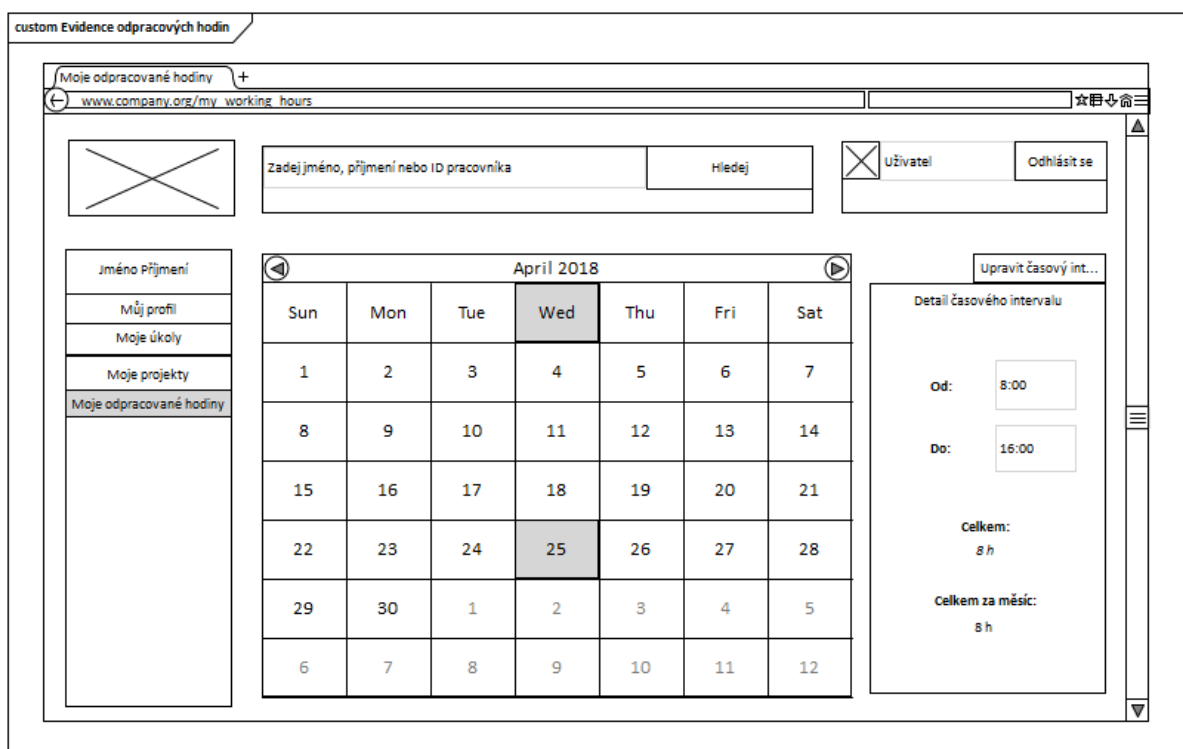 custom Evidence odpracových hodin
Moje odpracované hodiny +
www.company.org/my_working_hours
Zadej jméno, příjmení nebo ID pracovníka
Hledej
Uživatel
Odhlásit se
Jméno Příjmení
Můj profil
Moje úkoly
Moje projekty
Moje odpracované hodiny
April 2018
Sun Mon Tue Wed Thu Fri Sat
1 2 3 4 5 6 7
8 9 10 11 12 13 14
15 16 17 18 19 20 21
22 23 24 25 26 27 28
29 30 1 2 3 4 5
6 7 8 9 10 11 12
Upravit časový int...
Detail časového intervalu
Od: 8:00
Do: 16:00
Celkem:
8 h
Celkem za měsíc:
8 h